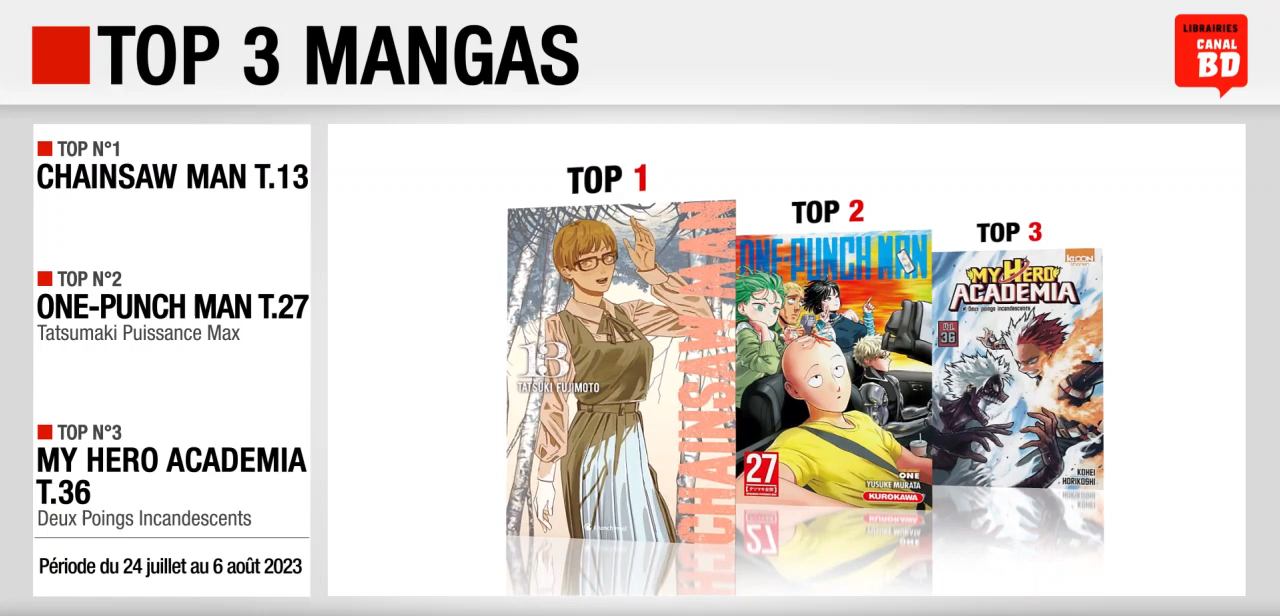 TOP 3 MANGAS
LIBRAIRIES
CANAL
BD
TOP N°1
CHAINSAW MAN T.13
TOP N°2
ONE-PUNCH MAN T.27
Tatsumaki Puissance Max
TOP N°3
MY HERO ACADEMIA
T.36
Deux Poings Incandescents
Période du 24 juillet au 6 août 2023
TOP 1
CHAINSAW MAN
13
TATSUKI FUJIMOTO
TOP 2
ONE-PUNCH MAN
27
ONE
YUSUKE MURATA
KUROKAWA
TOP 3
MY HERO
ACADEMIA
Deux poings incandescents
36
KOHEI
HORIKOSHI